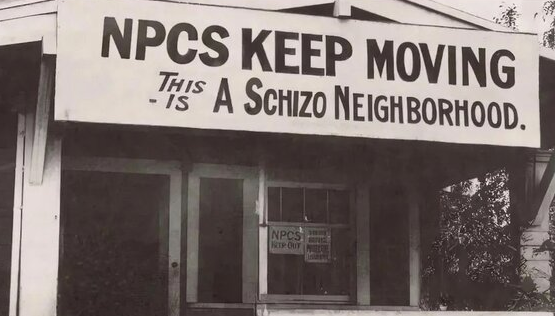 NPCS KEEP MOVING
THIS
- IS A SCHIZO NEIGHBORHOOD.
NPCS
KEEP OUT